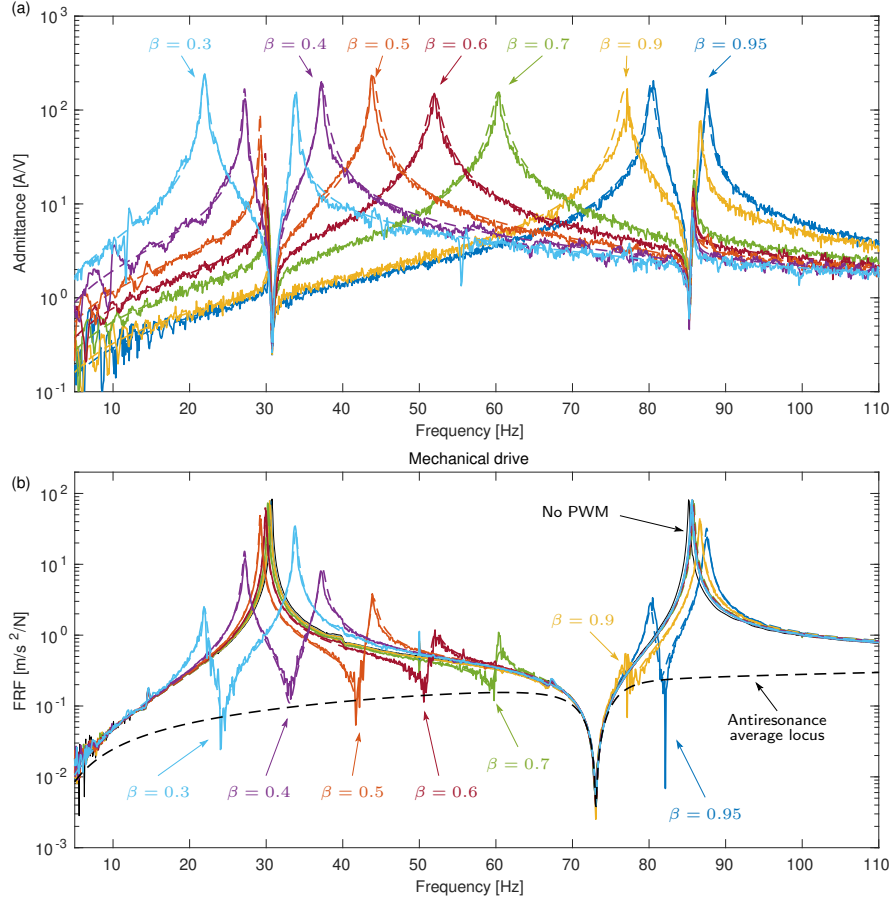 (a)
10³
10²
10¹
10⁰
10⁻¹
Admittance [A/V]
β = 0.3
β = 0.4
β = 0.5
β = 0.6
β = 0.7
β = 0.9
β = 0.95
10 20 30 40 50 60 70 80 90 100 110
Frequency [Hz]
Mechanical drive
(b)
10²
10¹
10⁰
10⁻¹
10⁻²
10⁻³
FRF [m/s²/N]
No PWM
β = 0.9
Antiresonance
average locus
β = 0.3
β = 0.4
β = 0.5
β = 0.6
β = 0.7
β = 0.95
10 20 30 40 50 60 70 80 90 100 110
Frequency [Hz]